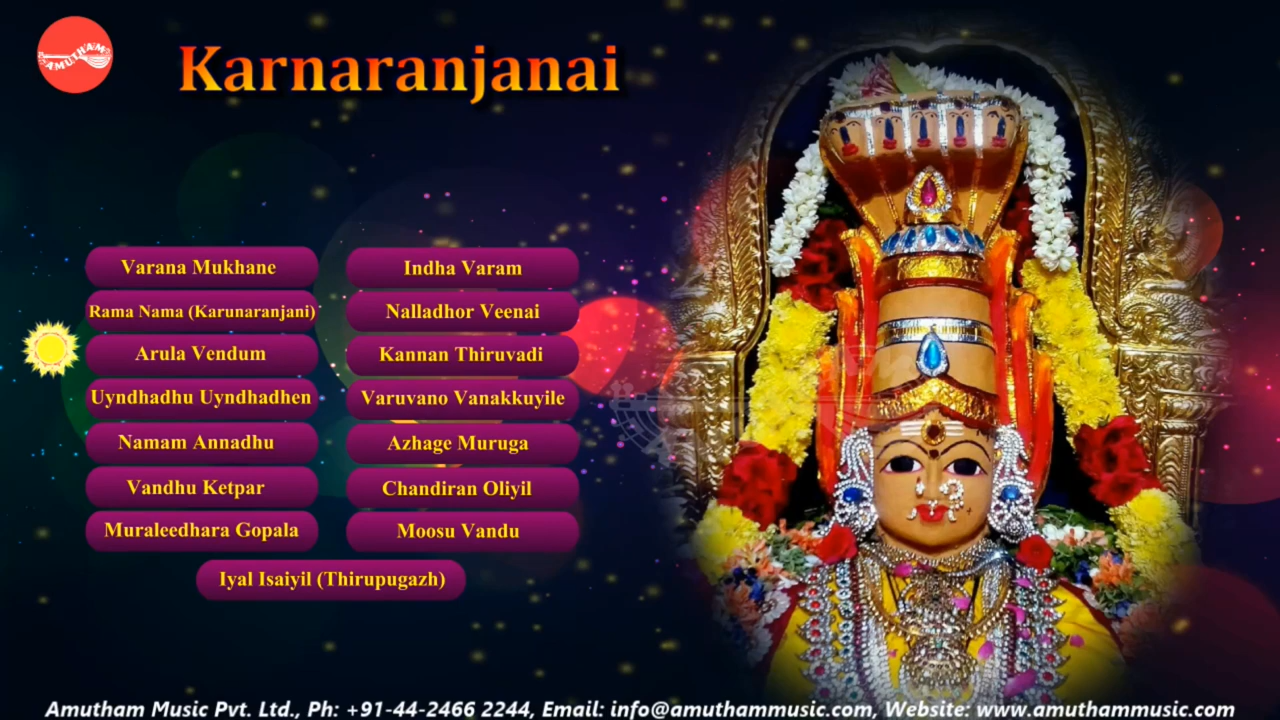 AMUTHAM
Karnaranjanai
Varana Mukhane
Rama Nama (Karunaranjani)
Arula Vendum
Uyndhadhu Uyndhadhen
Namam Annadhu
Vandhu Ketpar
Muraleedhara Gopala
Indha Varam
Nalladhor Veenai
Kannan Thiruvadi
Varuvano Vanakkuyile
Azhage Muruga
Chandiran Oliyil
Moosu Vandu
Iyal Isaiyil (Thirupugazh)
Amutham Music Pvt. Ltd., Ph: +91-44-2466 2244, Email: info@amuthammusic.com, Website: www.amuthammusic.com